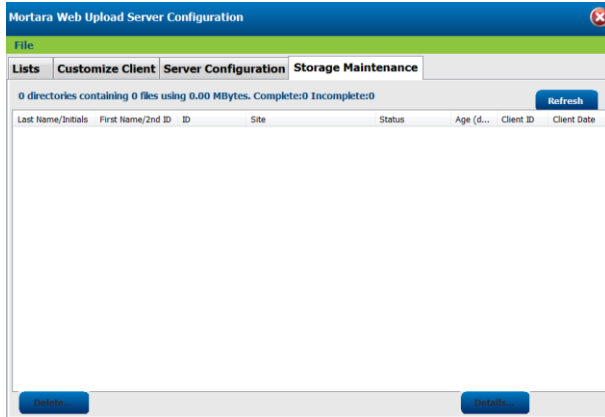 Mortara Web Upload Server Configuration
File
Lists Customize Client Server Configuration Storage Maintenance
0 directories containing 0 files using 0.00 MBytes. Complete:0 Incomplete:0
Refresh
Last Name/Initials First Name/2nd ID ID Site Status Age (d... Client ID Client Date
Delete... Details...